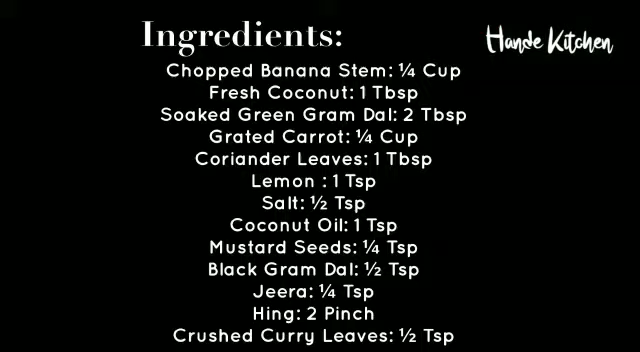 Ingredients:
Hande Kitchen
Chopped Banana Stem: ¼ Cup
Fresh Coconut: 1 Tbsp
Soaked Green Gram Dal: 2 Tbsp
Grated Carrot: ¼ Cup
Coriander Leaves: 1 Tbsp
Lemon : 1 Tsp
Salt: ½ Tsp
Coconut Oil: 1 Tsp
Mustard Seeds: ¼ Tsp
Black Gram Dal: ½ Tsp
Jeera: ¼ Tsp
Hing: 2 Pinch
Crushed Curry Leaves: ½ Tsp